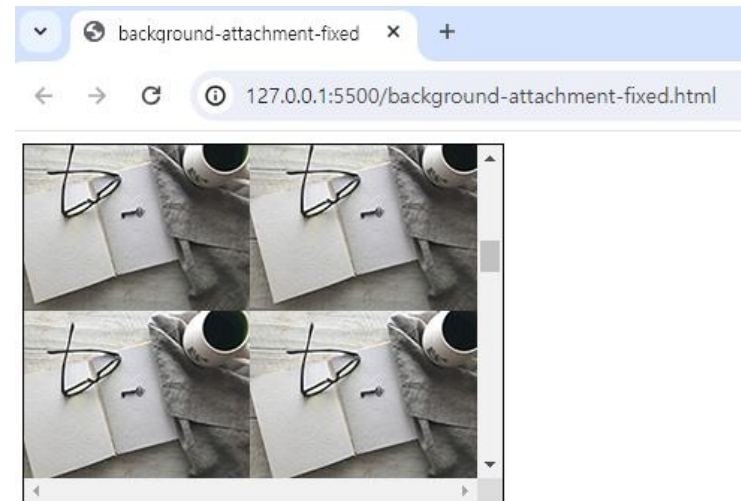 background-attachment-fixed
127.0.0.1:5500/background-attachment-fixed.html